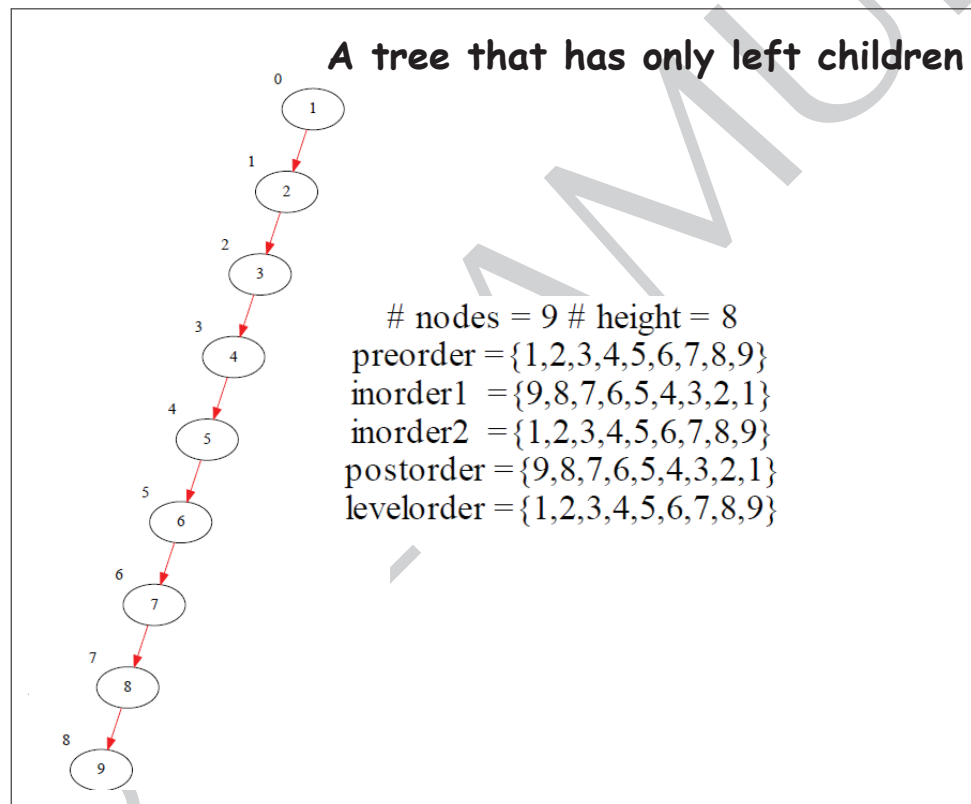 A tree that has only left children
0
1
1
2
2
3
3
4
4
5
5
6
6
7
7
8
8
9
# nodes = 9 # height = 8
preorder ={1,2,3,4,5,6,7,8,9}
inorder1 ={9,8,7,6,5,4,3,2,1}
inorder2 ={1,2,3,4,5,6,7,8,9}
postorder ={9,8,7,6,5,4,3,2,1}
levelorder ={1,2,3,4,5,6,7,8,9}